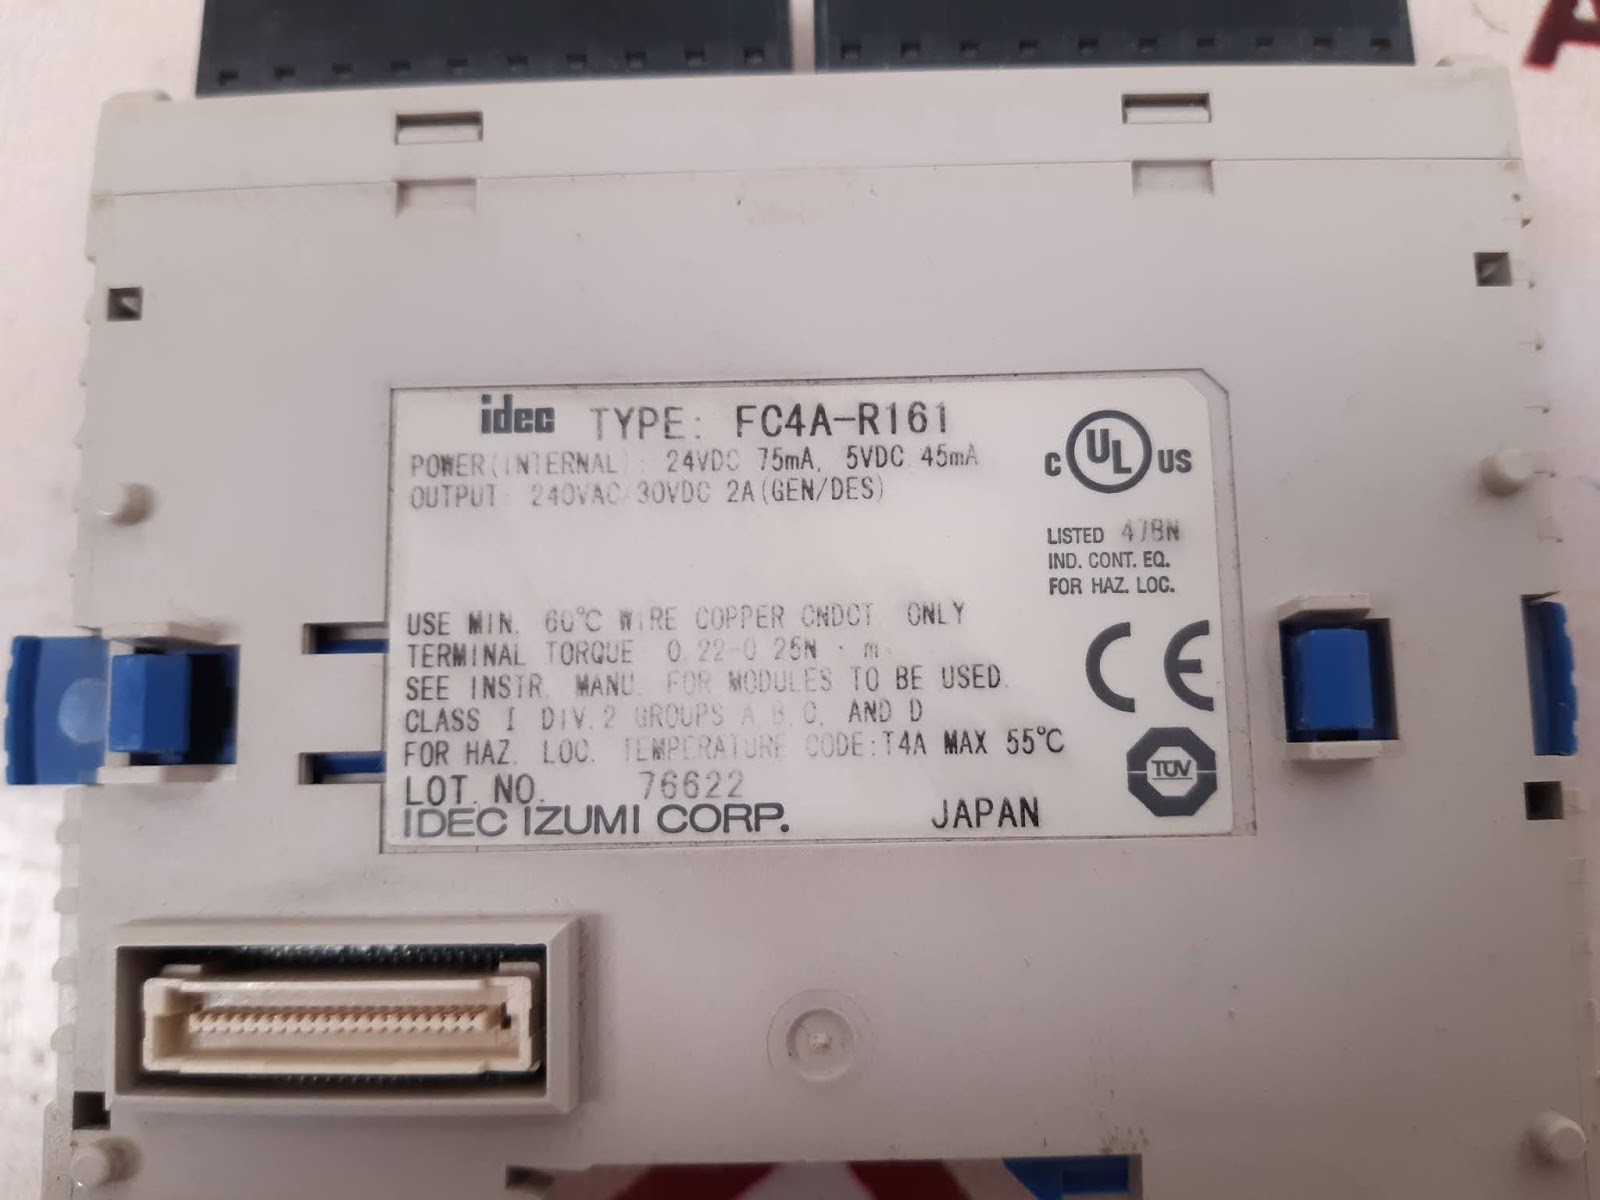 idec TYPE: FC4A-R161
POWER(INTERNAL): 24VDC 75mA, 5VDC 45mA
OUTPUT 240VAC/30VDC 2A(GEN/DES)
C UL US
LISTED 47BN
IND. CONT. EQ.
FOR HAZ. LOC.
USE MIN. 60°C WIRE COPPER CNDCT. ONLY
TERMINAL TORQUE 0.22-0.25N · m
SEE INSTR. MANU. FOR MODULES TO BE USED.
CLASS I DIV.2 GROUPS A.B.C. AND D
FOR HAZ. LOC. TEMPERATURE CODE:T4A MAX 55°C
CE
TUV
LOT.NO. 76622
IDEC IZUMI CORP. JAPAN
A